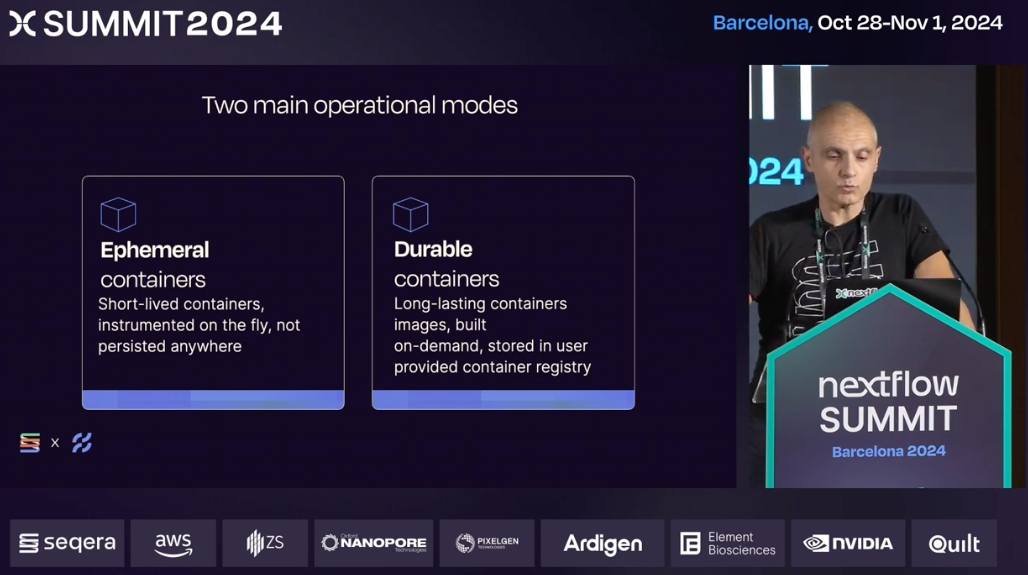 SUMMIT2024
Barcelona, Oct 28-Nov 1, 2024
Two main operational modes
Ephemeral
containers
Short-lived containers,
instrumented on the fly, not
persisted anywhere
Durable
containers
Long-lasting containers
images, built
on-demand, stored in user
provided container registry
x
024
nextflow
SUMMIT
Barcelona 2024
seqera
aws
ZS
Oxford
NANOPORE
Technologies
PIXELGEN
TECHNOLOGIES
Ardigen
Element
Biosciences
NVIDIA
Quilt